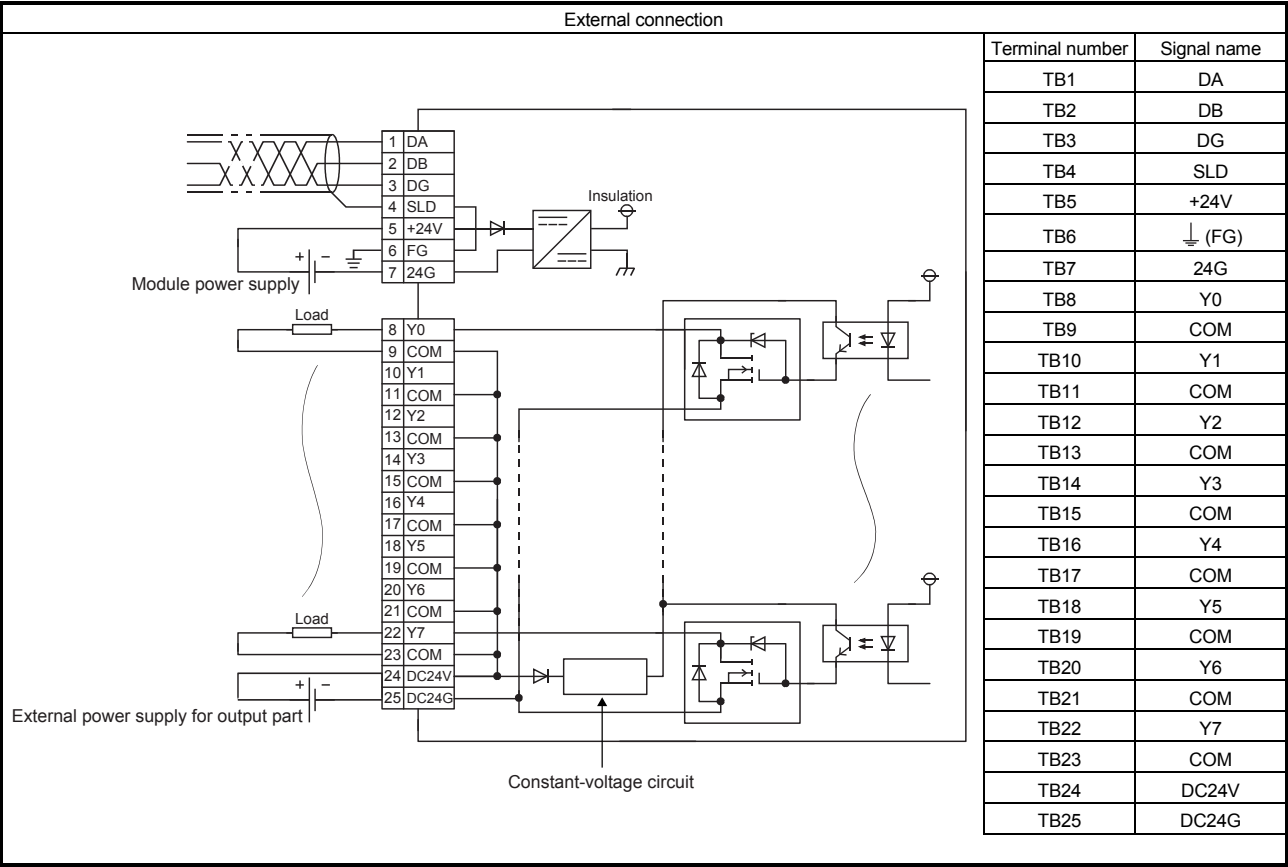 External connection
1 DA
2 DB
3 DG
4 SLD
5 +24V
6 FG
7 24G
Insulation
+ −
Module power supply
Load
8 Y0
9 COM
10 Y1
11 COM
12 Y2
13 COM
14 Y3
15 COM
16 Y4
17 COM
18 Y5
19 COM
20 Y6
21 COM
Load
22 Y7
23 COM
24 DC24V
25 DC24G
+ −
External power supply for output part
Constant-voltage circuit
Terminal number Signal name
TB1 DA
TB2 DB
TB3 DG
TB4 SLD
TB5 +24V
TB6 (FG)
TB7 24G
TB8 Y0
TB9 COM
TB10 Y1
TB11 COM
TB12 Y2
TB13 COM
TB14 Y3
TB15 COM
TB16 Y4
TB17 COM
TB18 Y5
TB19 COM
TB20 Y6
TB21 COM
TB22 Y7
TB23 COM
TB24 DC24V
TB25 DC24G